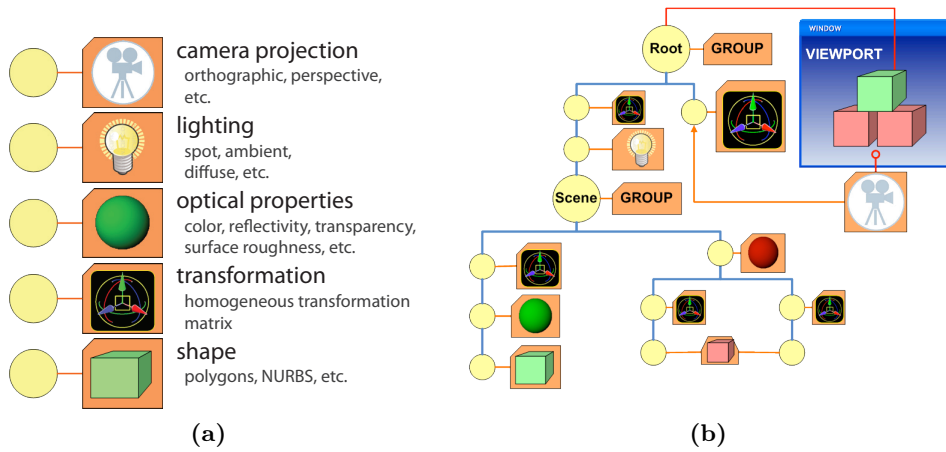 camera projection
orthographic, perspective,
etc.
lighting
spot, ambient,
diffuse, etc.
optical properties
color, reflectivity, transparency,
surface roughness, etc.
transformation
homogeneous transformation
matrix
shape
polygons, NURBS, etc.
(a)
Root
GROUP
WINDOW
VIEWPORT
Scene
GROUP
(b)